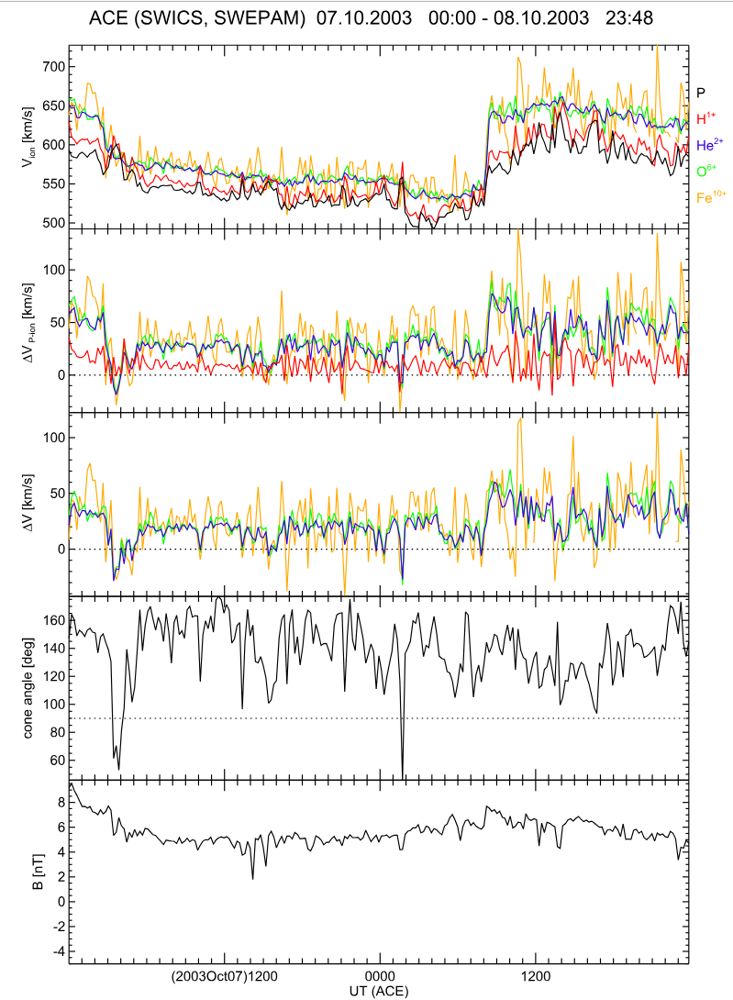 ACE (SWICS, SWEPAM) 07.10.2003 00:00 - 08.10.2003 23:48
V ion [km/s]
700
650
600
550
500
P
H1+
He2+
O6+
Fe10+
ΔV P-ion [km/s]
100
50
0
ΔV [km/s]
100
50
0
cone angle [deg]
160
140
120
100
80
60
B [nT]
8
6
4
2
0
-2
-4
(2003Oct07)1200
0000
1200
UT (ACE)